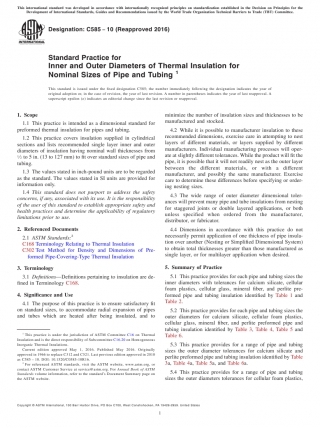 This international standard was developed in accordance with internationally recognized principles on standardization established in the Decision on Principles for the
Development of International Standards, Guides and Recommendations issued by the World Trade Organization Technical Barriers to Trade (TBT) Committee.
Designation: C585 − 10 (Reapproved 2016)
Standard Practice for
Inner and Outer Diameters of Thermal Insulation for
Nominal Sizes of Pipe and Tubing 1
This standard is issued under the fixed designation C585; the number immediately following the designation indicates the year of
original adoption or, in the case of revision, the year of last revision. A number in parentheses indicates the year of last reapproval. A
superscript epsilon (ε) indicates an editorial change since the last revision or reapproval.
1. Scope
1.1 This practice is intended as a dimensional standard for
preformed thermal insulation for pipes and tubing.
1.2 This practice covers insulation supplied in cylindrical
sections and lists recommended single layer inner and outer
diameters of insulation having nominal wall thicknesses from
½ to 5 in. (13 to 127 mm) to fit over standard sizes of pipe and
tubing.
1.3 The values stated in inch-pound units are to be regarded
as the standard. The values stated in SI units are provided for
information only.
1.4 This standard does not purport to address the safety
concerns, if any, associated with its use. It is the responsibility
of the user of this standard to establish appropriate safety and
health practices and determine the applicability of regulatory
limitations prior to use.
2. Referenced Documents
2.1 ASTM Standards:2
C168 Terminology Relating to Thermal Insulation
C302 Test Method for Density and Dimensions of Pre-
formed Pipe-Covering-Type Thermal Insulation
3. Terminology
3.1 Definitions—Definitions pertaining to insulation are de-
fined in Terminology C168.
4. Significance and Use
4.1 The purpose of this practice is to ensure satisfactory fit
on standard sizes, to accommodate radial expansion of pipes
and tubes which are heated after being insulated, and to
1 This practice is under the jurisdiction of ASTM Committee C16 on Thermal
Insulation and is the direct responsibility of Subcommittee C16.20 on Homogeneous
Inorganic Thermal Insulations.
Current edition approved May 1, 2016. Published May 2016. Originally
approved in 1966 to replace C312 and C321. Last previous edition approved in 2010
as C585 – 10. DOI: 10.1520/C0585-10R16.
2 For referenced ASTM standards, visit the ASTM website, www.astm.org, or
contact ASTM Customer Service at service@astm.org. For Annual Book of ASTM
Standards volume information, refer to the standard's Document Summary page on
the ASTM website.
minimize the number of insulation sizes and thicknesses to be
manufactured and stocked.
4.2 While it is possible to manufacture insulation to these
recommended dimensions, exercise care in attempting to nest
layers of different materials, or layers supplied by different
manufacturers. Individual manufacturing processes will oper-
ate at slightly different tolerances. While the product will fit the
pipe, it is possible that it will not readily nest as the outer layer
between the different materials, or with a different
manufacturer, and possibly the same manufacturer. Exercise
care to determine these differences before specifying or order-
ing nesting sizes.
4.3 The wide range of outer diameter dimensional toler-
ances will prevent many pipe and tube insulations from nesting
for staggered joints or double layered applications, or both
unless specified when ordered from the manufacturer,
distributor, or fabricator.
4.4 Dimensions in accordance with this practice do not
necessarily permit application of one thickness of pipe insula-
tion over another (Nesting or Simplified Dimensional System)
to obtain total thicknesses greater than those manufactured as
single layer, or for multilayer application when desired.
5. Summary of Practice
5.1 This practice provides for each pipe and tubing sizes the
inner diameters with tolerances for calcium silicate, cellular
foam plastics, cellular glass, mineral fiber, and perlite pre-
formed pipe and tubing insulation identified by Table 1 and
Table 2.
5.2 This practice provides for each pipe and tubing sizes the
outer diameters for calcium silicate, cellular foam plastics,
cellular glass, mineral fiber, and perlite preformed pipe and
tubing insulation identified by Table 3, Table 4, Table 5 and
Table 6.
5.3 This practice provides for a range of pipe and tubing
sizes the outer diameter tolerances for calcium silicate and
perlite preformed pipe and tubing insulation identified by Table
3a, Table 4a, Table 5a, and Table 6a.
5.4 This practice provides for a range of pipe and tubing
sizes the outer diameters tolerances for cellular foam plastics,
Copyright © ASTM International, 100 Barr Harbor Drive, PO Box C700, West Conshohocken, PA 19428-2959. United States
1